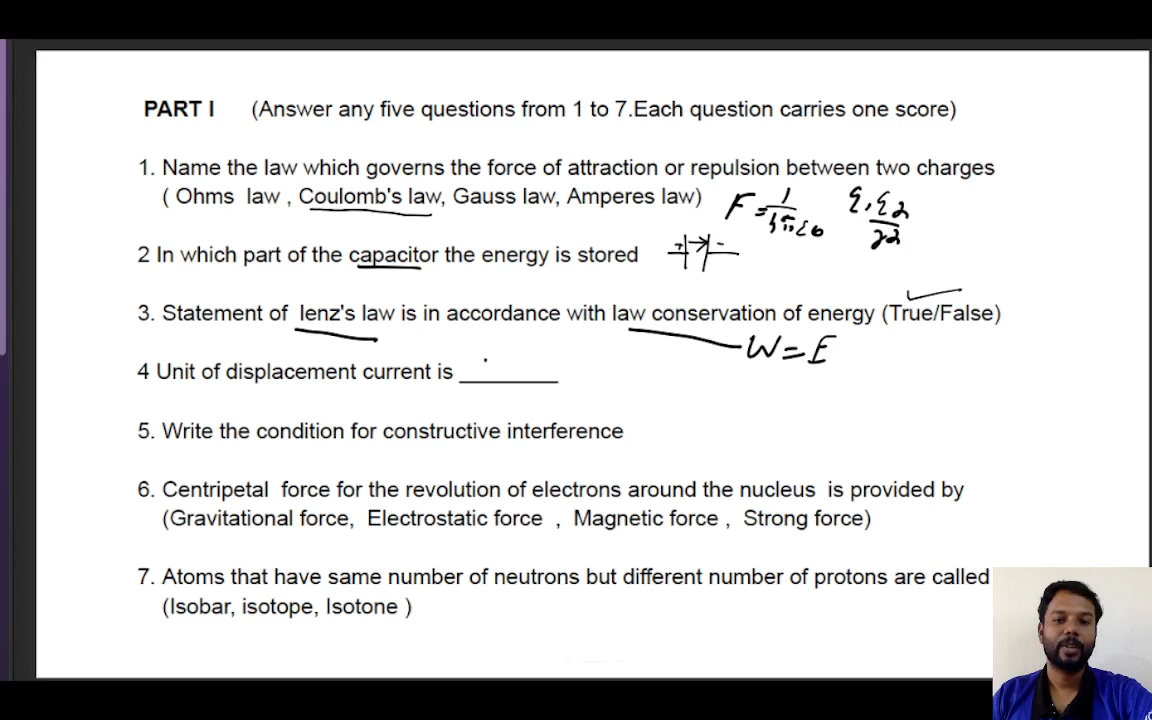 PART I (Answer any five questions from 1 to 7.Each question carries one score)
1. Name the law which governs the force of attraction or repulsion between two charges
( Ohms law , Coulomb's law, Gauss law, Amperes law)
F = 1
2 In which part of the capacitor the energy is stored
3. Statement of lenz's law is in accordance with law conservation of energy (True/False)
W = E
4 Unit of displacement current is ________
5. Write the condition for constructive interference
6. Centripetal force for the revolution of electrons around the nucleus is provided by
(Gravitational force, Electrostatic force , Magnetic force , Strong force)
7. Atoms that have same number of neutrons but different number of protons are called
(Isobar, isotope, Isotone )